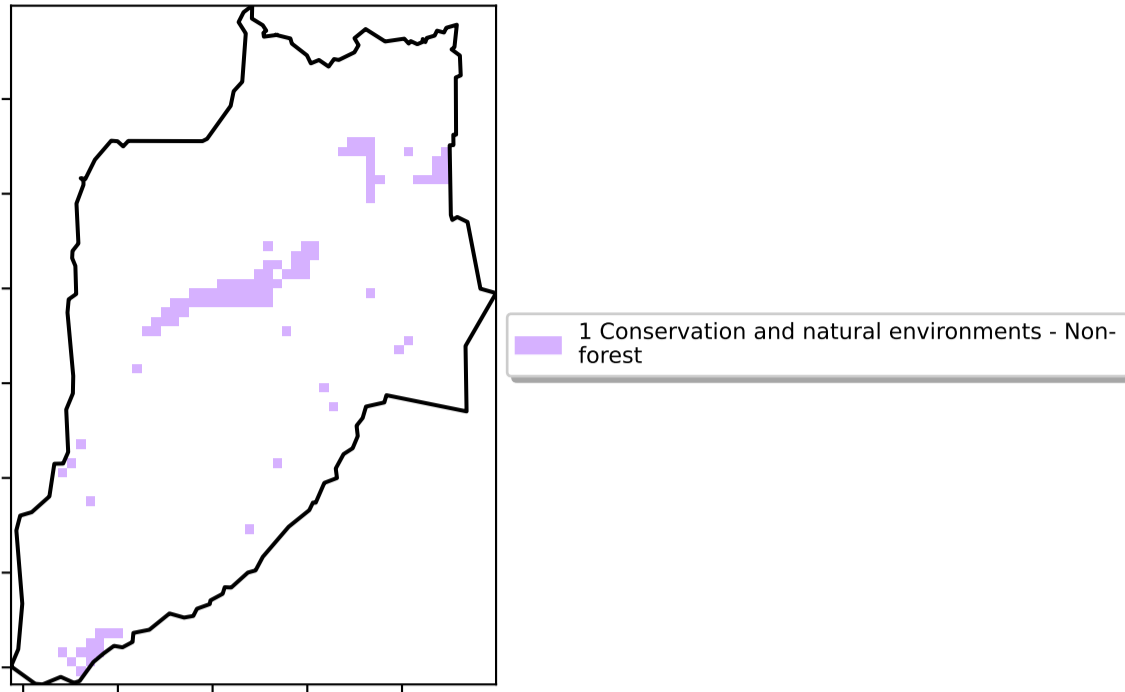 1 Conservation and natural environments - Non-
forest